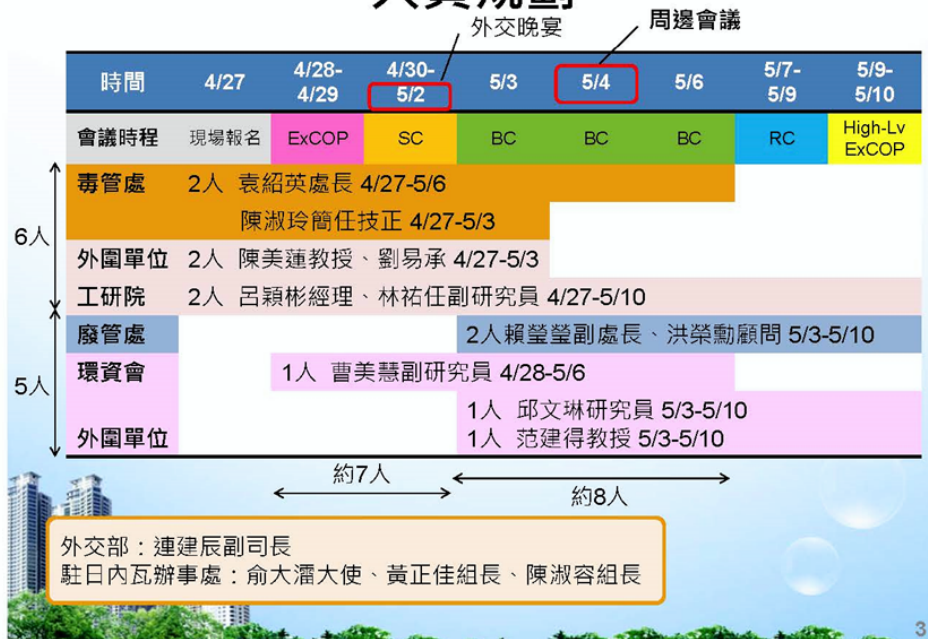 人員規劃
外交晚宴
周邊會議
時間 4/27 4/28-4/29 4/30-5/2 5/3 5/4 5/6 5/7-5/9 5/9-5/10
會議時程 現場報名 ExCOP SC BC BC BC RC High-Lv ExCOP
毒管處 2人 袁紹英處長 4/27-5/6
陳淑玲簡任技正 4/27-5/3
6人
外圍單位 2人 陳美蓮教授、劉易承 4/27-5/3
工研院 2人 呂穎彬經理、林祐任副研究員 4/27-5/10
廢管處 2人賴瑩瑩副處長、洪榮勳顧問 5/3-5/10
5人
環資會 1人 曹美慧副研究員 4/28-5/6
1人 邱文琳研究員 5/3-5/10
外圍單位 1人 范建得教授 5/3-5/10
約7人
約8人
外交部：連建辰副司長
駐日內瓦辦事處：俞大㵢大使、黃正佳組長、陳淑容組長
3